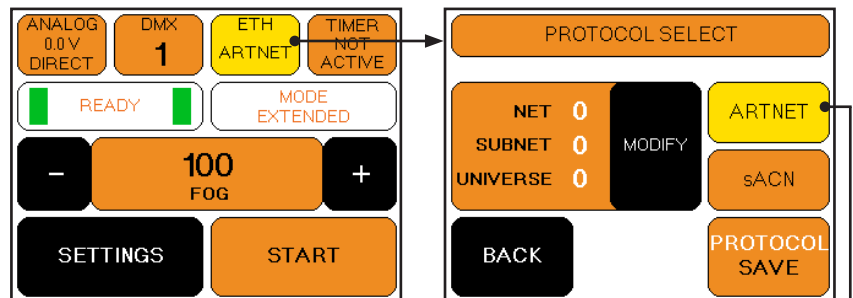 ANALOG
0.0 V
DIRECT
DMX
1
ETH
ARTNET
TIMER
NOT
ACTIVE
READY
MODE
EXTENDED
-
100
FOG
+
SETTINGS
START
PROTOCOL SELECT
NET 0
SUBNET 0
UNIVERSE 0
MODIFY
ARTNET
sACN
BACK
PROTOCOL
SAVE